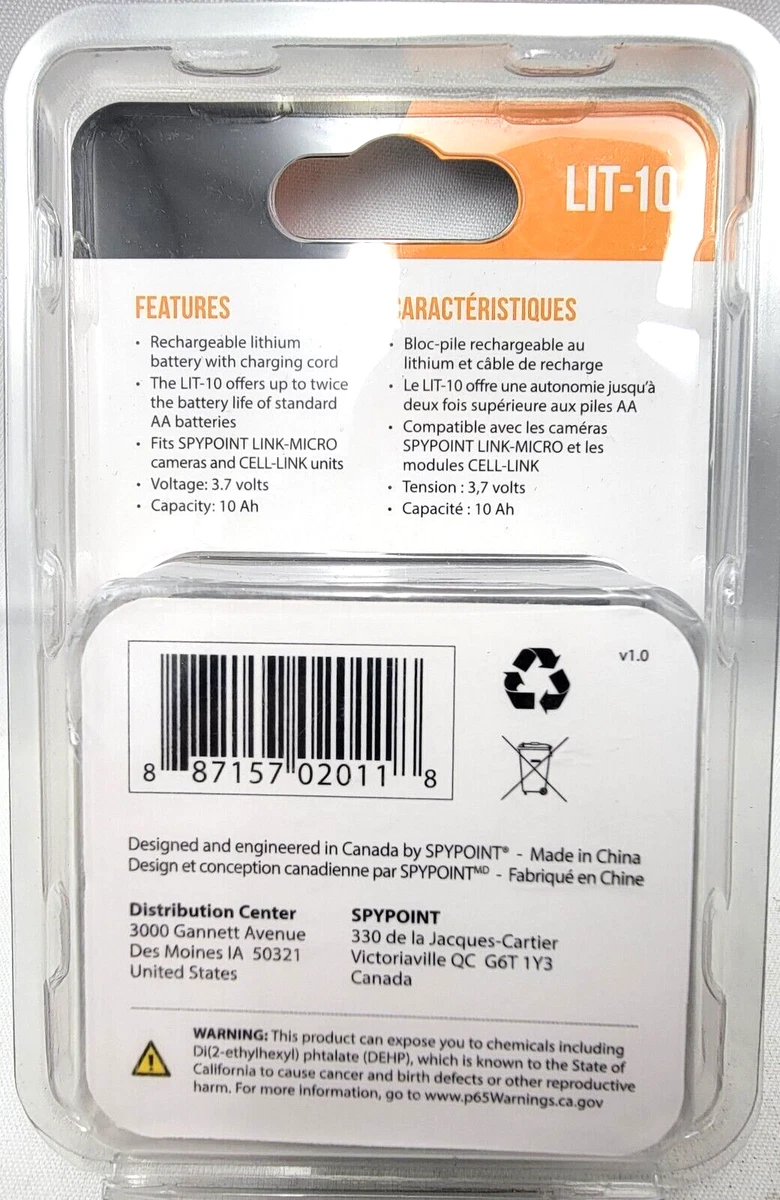 LIT-10
FEATURES
• Rechargeable lithium
battery with charging cord
• The LIT-10 offers up to twice
the battery life of standard
AA batteries
• Fits SPYPOINT LINK-MICRO
cameras and CELL-LINK units
• Voltage: 3.7 volts
• Capacity: 10 Ah
CARACTÉRISTIQUES
• Bloc-pile rechargeable au
lithium et câble de recharge
• Le LIT-10 offre une autonomie jusqu'à
deux fois supérieure aux piles AA
• Compatible avec les caméras
SPYPOINT LINK-MICRO et les
modules CELL-LINK
• Tension : 3,7 volts
• Capacité : 10 Ah
v1.0
8 87157 02011 8
Designed and engineered in Canada by SPYPOINT® - Made in China
Design et conception canadienne par SPYPOINTMD - Fabriqué en Chine
Distribution Center
3000 Gannett Avenue
Des Moines IA 50321
United States
SPYPOINT
330 de la Jacques-Cartier
Victoriaville QC G6T 1Y3
Canada
WARNING: This product can expose you to chemicals including
Di(2-ethylhexyl) phtalate (DEHP), which is known to the State of
California to cause cancer and birth defects or other reproductive
harm. For more information, go to www.p65Warnings.ca.gov